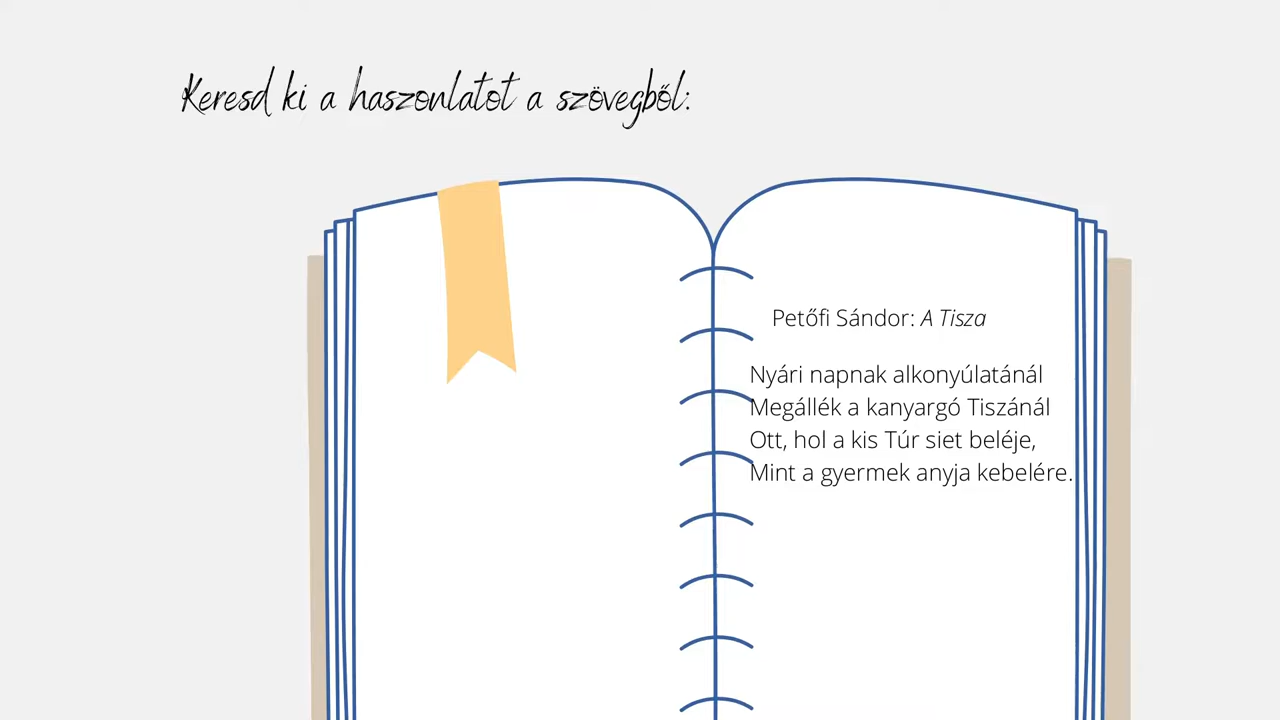 Keresd ki a haszonlatot a szövegből:
Petőfi Sándor: A Tisza
Nyári napnak alkonyúlatánál
Megállék a kanyargó Tiszánál
Ott, hol a kis Túr siet beléje,
Mint a gyermek anyja kebelére.